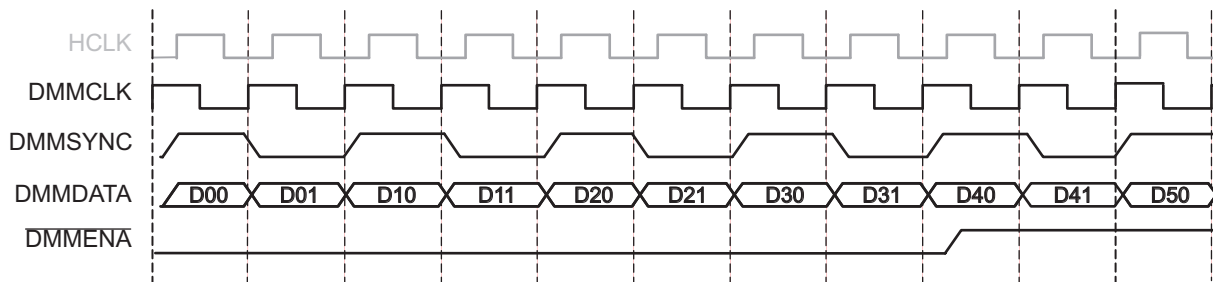 HCLK
DMMCLK
DMMSYNC
DMMDATA D00 D01 D10 D11 D20 D21 D30 D31 D40 D41 D50
DMMENA